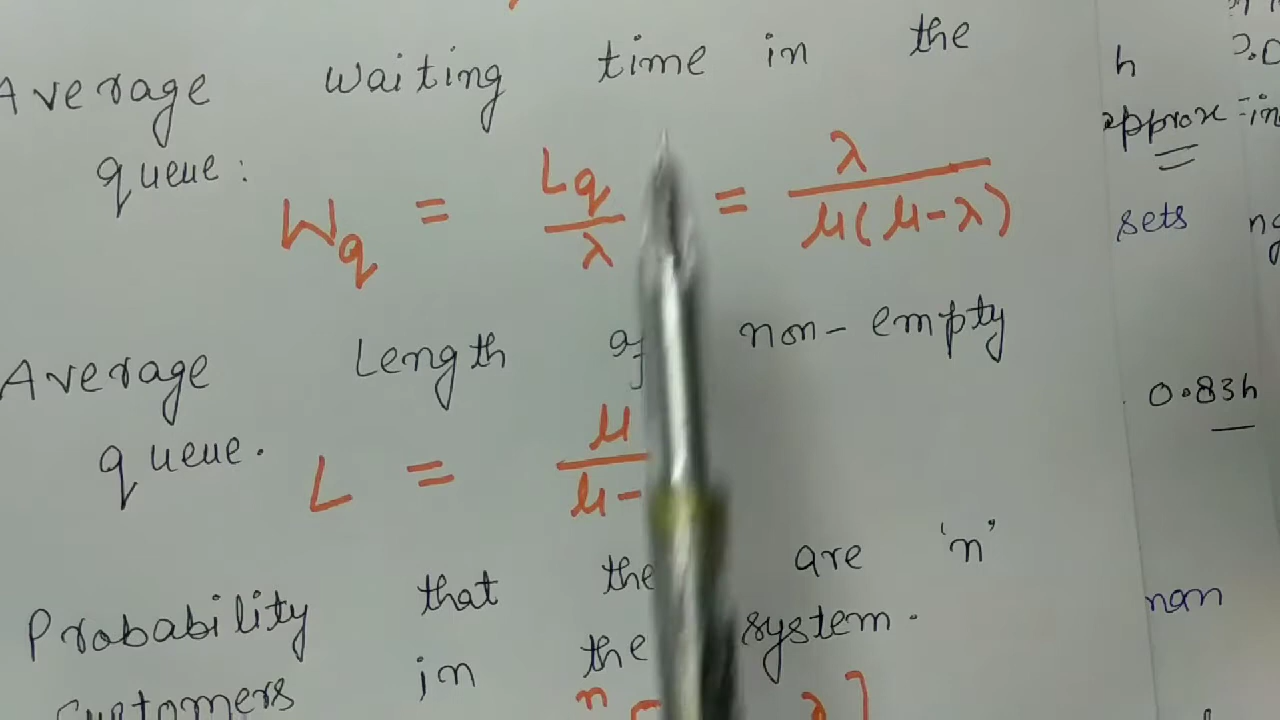 Average waiting time in the
queue:
Wq = Lq/λ = λ/μ(μ-λ)
Average Length of non-empty
queue.
L = μ/μ-
Probability that the are 'n'
Customers in the system.
n λ]
h
approx
sets
0.83h
non